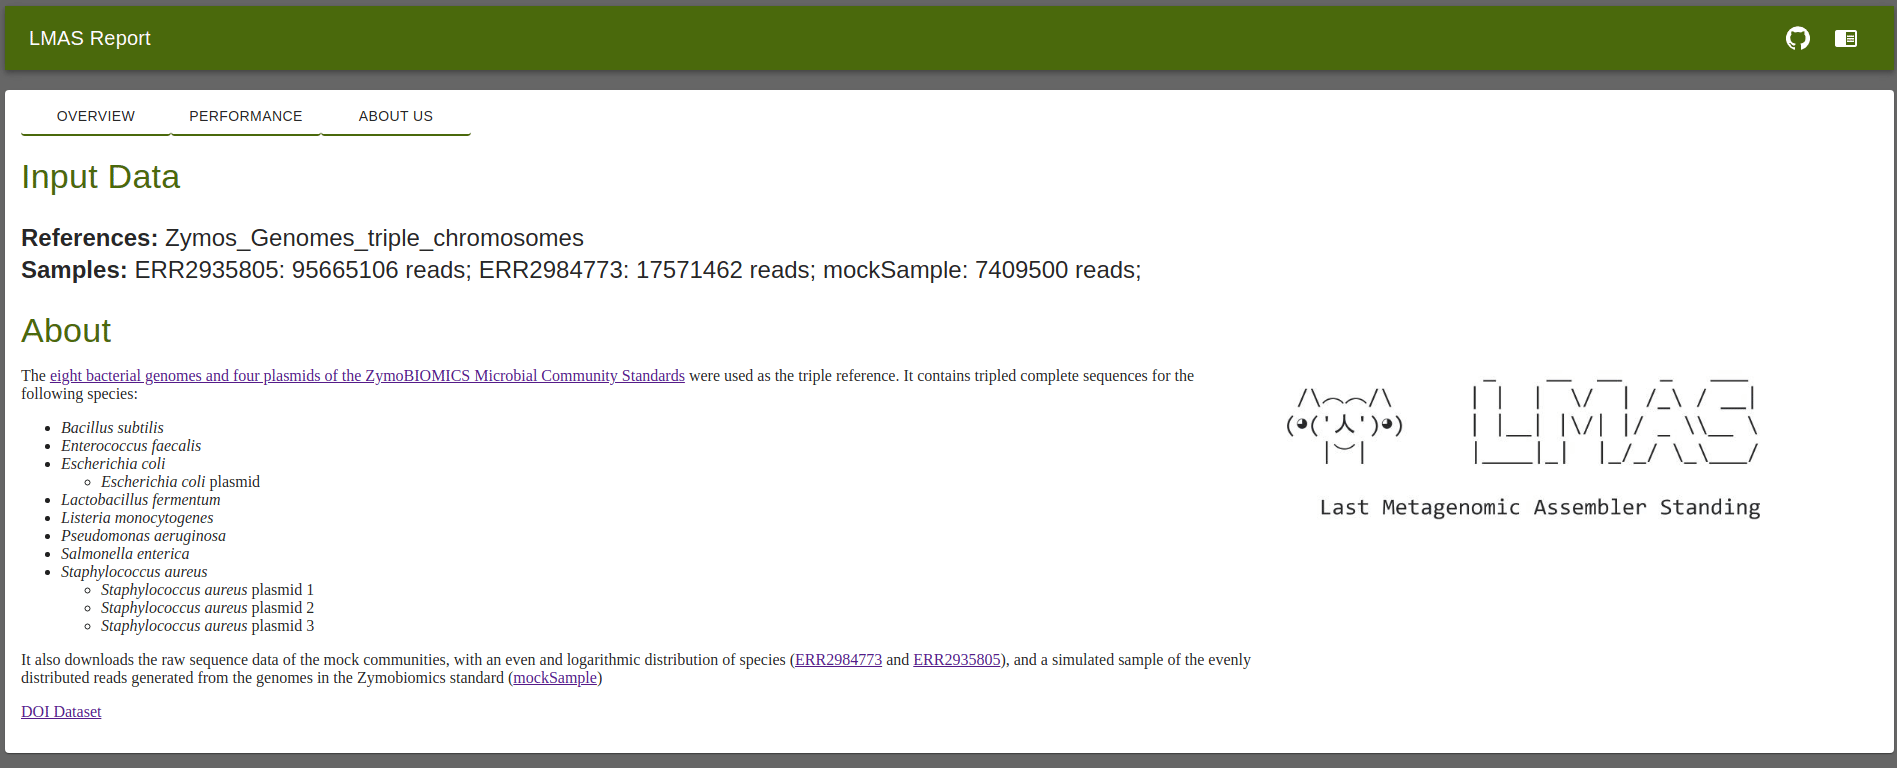 LMAS Report
OVERVIEW PERFORMANCE ABOUT US
Input Data
References: Zymos_Genomes_triple_chromosomes
Samples: ERR2935805: 95665106 reads; ERR2984773: 17571462 reads; mockSample: 7409500 reads;
About
The eight bacterial genomes and four plasmids of the ZymoBIOMICS Microbial Community Standards were used as the triple reference. It contains tripled complete sequences for the
following species:
Bacillus subtilis
Enterococcus faecalis
Escherichia coli
Escherichia coli plasmid
Lactobacillus fermentum
Listeria monocytogenes
Pseudomonas aeruginosa
Salmonella enterica
Staphylococcus aureus
Staphylococcus aureus plasmid 1
Staphylococcus aureus plasmid 2
Staphylococcus aureus plasmid 3
It also downloads the raw sequence data of the mock communities, with an even and logarithmic distribution of species (ERR2984773 and ERR2935805), and a simulated sample of the evenly
distributed reads generated from the genomes in the Zymobiomics standard (mockSample)
DOI Dataset
LMAS
Last Metagenomic Assembler Standing